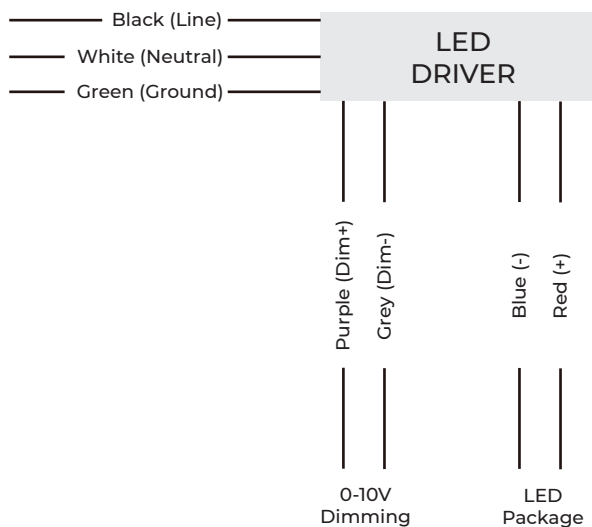 Black (Line)
White (Neutral)
Green (Ground)
LED
DRIVER
Purple (Dim+)
Grey (Dim-)
Blue (-)
Red (+)
0-10V
Dimming
LED
Package